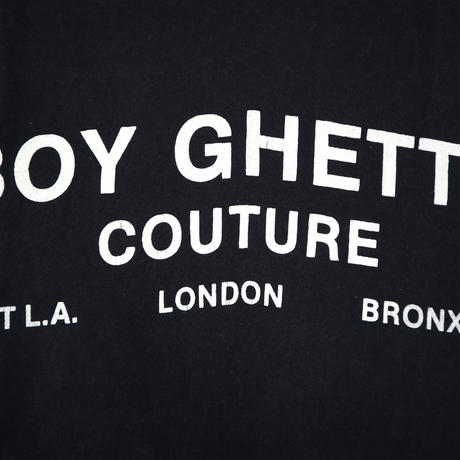 BOY GHETT
COUTURE
T L.A. LONDON BRONX